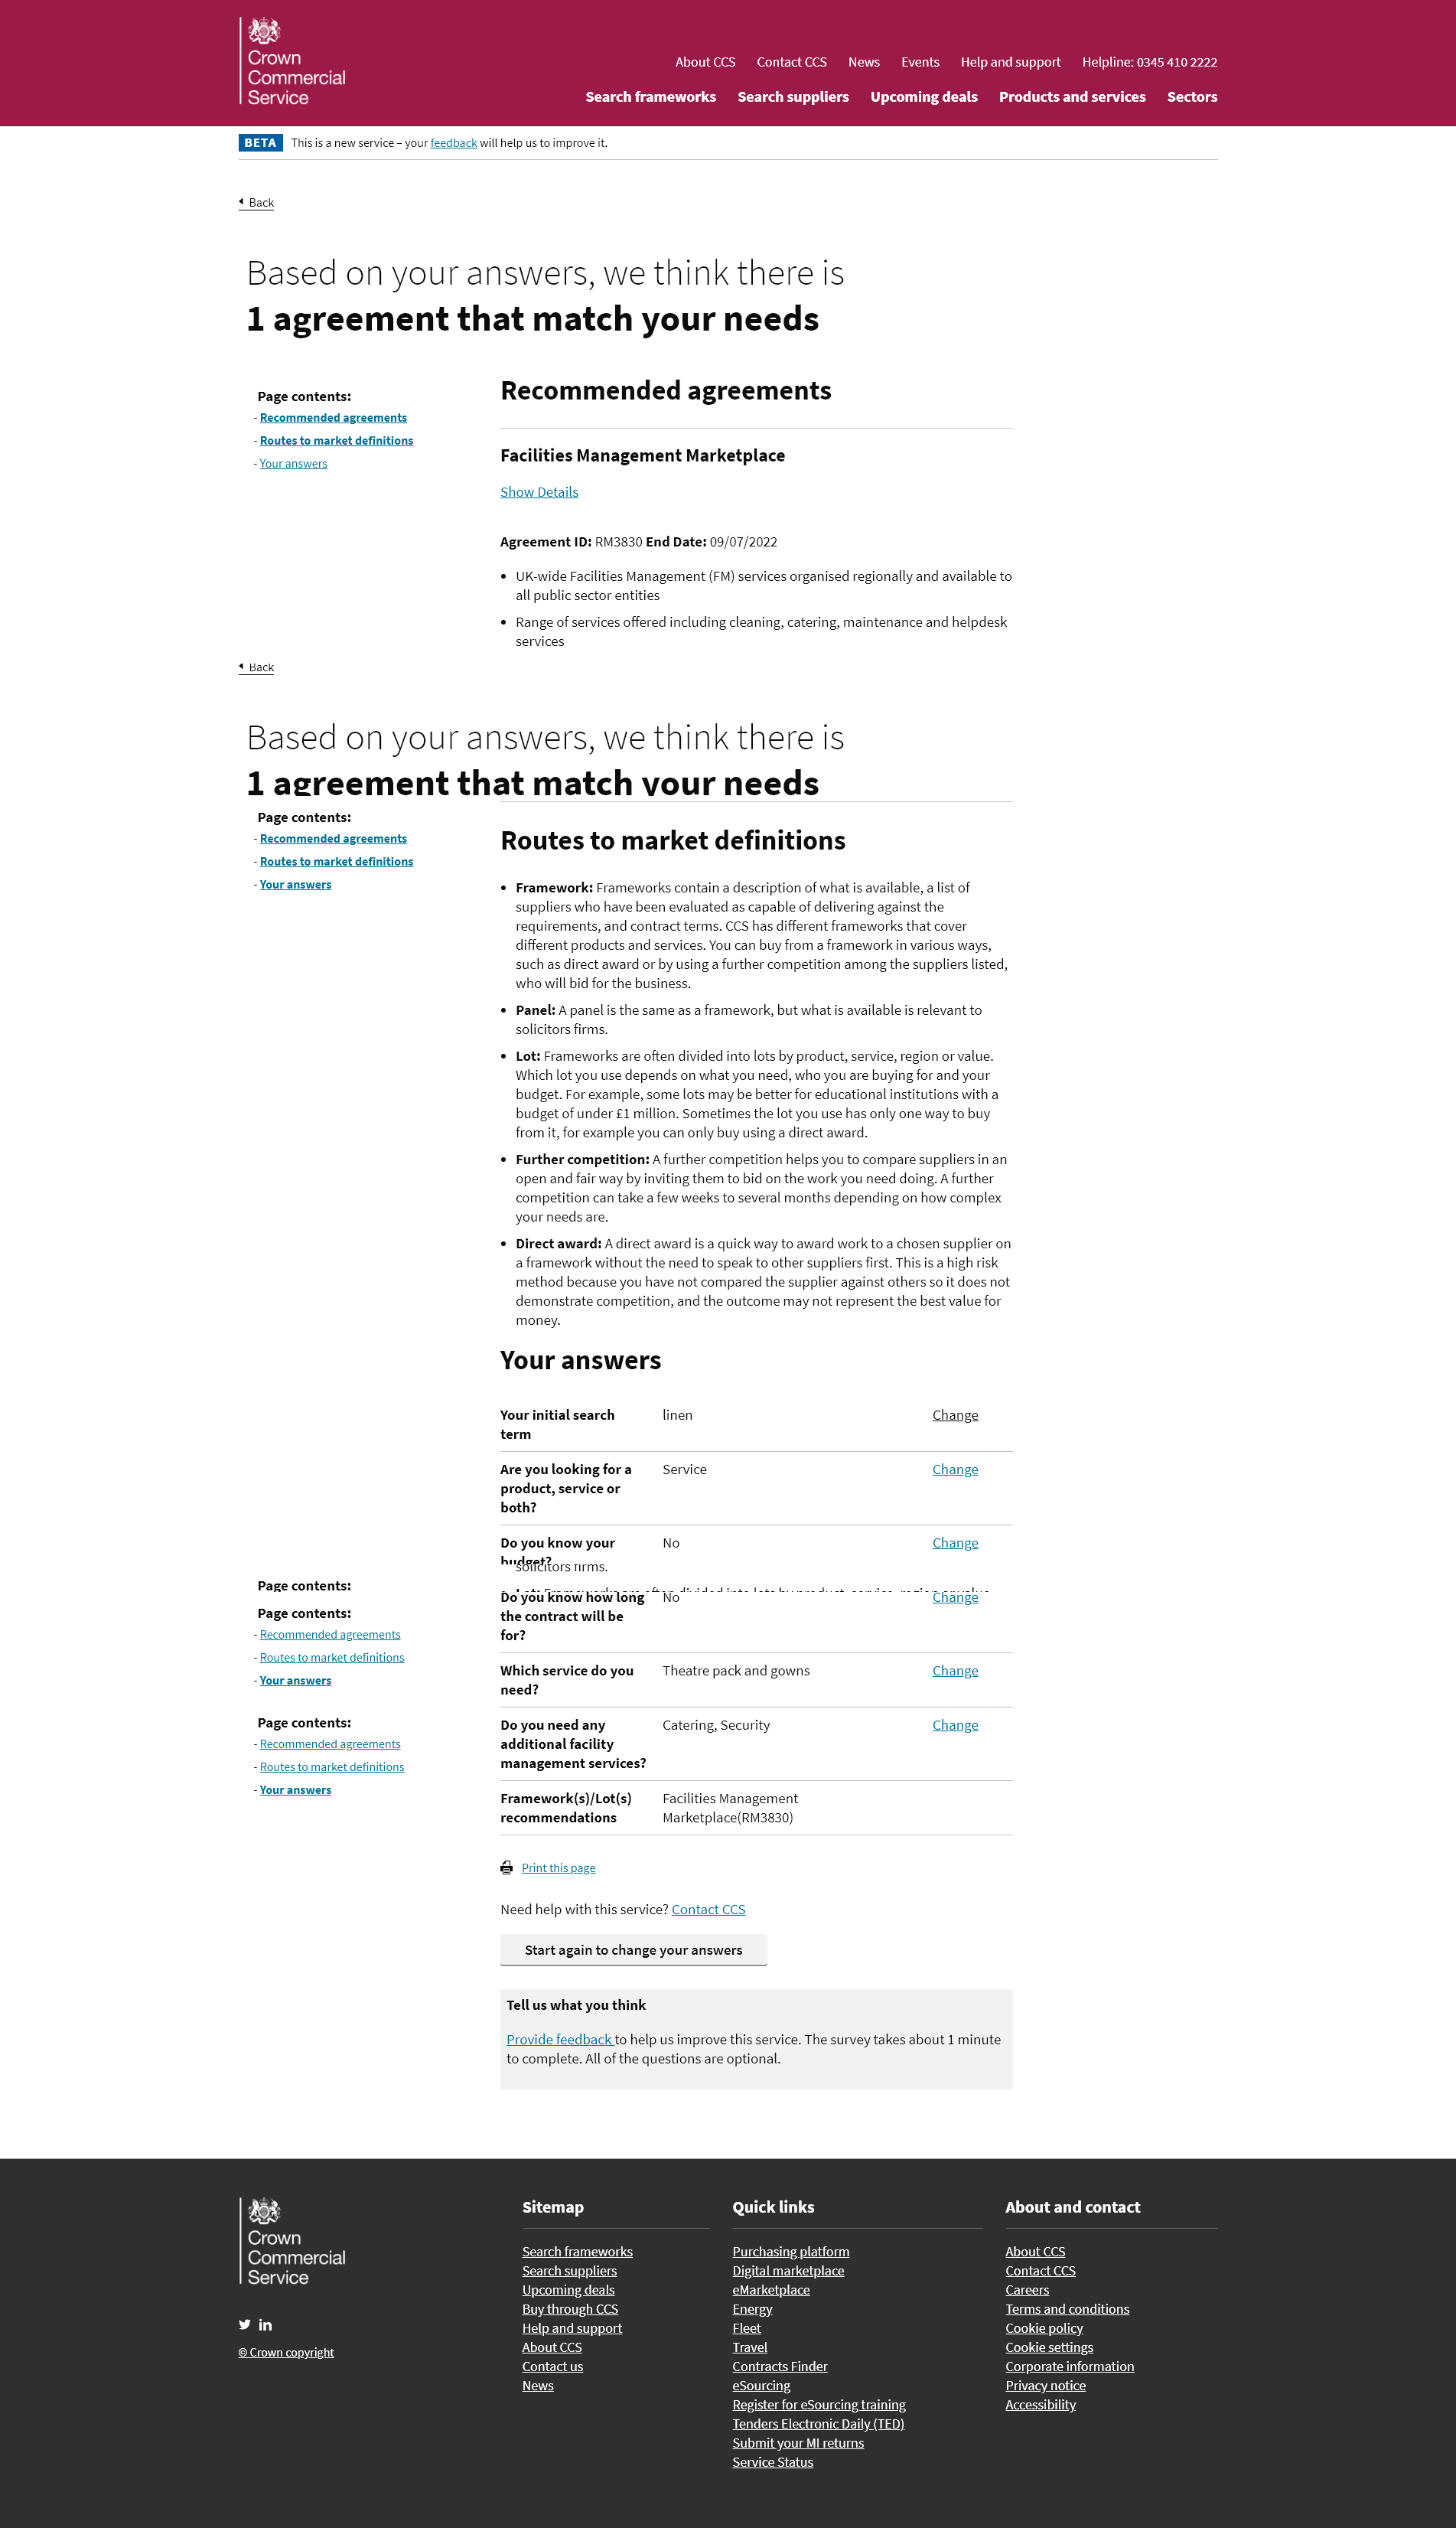 Crown
Commercial
Service
About CCS Contact CCS News Events Help and support Helpline: 0345 410 2222
Search frameworks Search suppliers Upcoming deals Products and services Sectors
BETA This is a new service – your feedback will help us to improve it.
Back
Based on your answers, we think there is
1 agreement that match your needs
Page contents:
- Recommended agreements
- Routes to market definitions
- Your answers
Recommended agreements
Facilities Management Marketplace
Show Details
Agreement ID: RM3830 End Date: 09/07/2022
• UK-wide Facilities Management (FM) services organised regionally and available to
all public sector entities
• Range of services offered including cleaning, catering, maintenance and helpdesk
services
Back
Based on your answers, we think there is
1 agreement that match your needs
Page contents:
- Recommended agreements
- Routes to market definitions
- Your answers
Routes to market definitions
• Framework: Frameworks contain a description of what is available, a list of
suppliers who have been evaluated as capable of delivering against the
requirements, and contract terms. CCS has different frameworks that cover
different products and services. You can buy from a framework in various ways,
such as direct award or by using a further competition among the suppliers listed,
who will bid for the business.
• Panel: A panel is the same as a framework, but what is available is relevant to
solicitors firms.
• Lot: Frameworks are often divided into lots by product, service, region or value.
Which lot you use depends on what you need, who you are buying for and your
budget. For example, some lots may be better for educational institutions with a
budget of under £1 million. Sometimes the lot you use has only one way to buy
from it, for example you can only buy using a direct award.
• Further competition: A further competition helps you to compare suppliers in an
open and fair way by inviting them to bid on the work you need doing. A further
competition can take a few weeks to several months depending on how complex
your needs are.
• Direct award: A direct award is a quick way to award work to a chosen supplier on
a framework without the need to speak to other suppliers first. This is a high risk
method because you have not compared the supplier against others so it does not
demonstrate competition, and the outcome may not represent the best value for
money.
Your answers
Your initial search linen Change
term
Are you looking for a Service Change
product, service or
both?
Do you know your No Change
budget?
solicitors firms.
Page contents:
Lot: Frameworks are often divided into lots by product, service, region or value.
Do you know how long No Change
the contract will be
for?
Page contents:
- Recommended agreements
- Routes to market definitions
- Your answers
Which service do you Theatre pack and gowns Change
need?
Do you need any Catering, Security Change
additional facility
management services?
Page contents:
- Recommended agreements
- Routes to market definitions
- Your answers
Framework(s)/Lot(s) Facilities Management
recommendations Marketplace(RM3830)
Print this page
Need help with this service? Contact CCS
Start again to change your answers
Tell us what you think
Provide feedback to help us improve this service. The survey takes about 1 minute
to complete. All of the questions are optional.
Crown
Commercial
Service
© Crown copyright
Sitemap
Search frameworks
Search suppliers
Upcoming deals
Buy through CCS
Help and support
About CCS
Contact us
News
Quick links
Purchasing platform
Digital marketplace
eMarketplace
Energy
Fleet
Travel
Contracts Finder
eSourcing
Register for eSourcing training
Tenders Electronic Daily (TED)
Submit your MI returns
Service Status
About and contact
About CCS
Contact CCS
Careers
Terms and conditions
Cookie policy
Cookie settings
Corporate information
Privacy notice
Accessibility